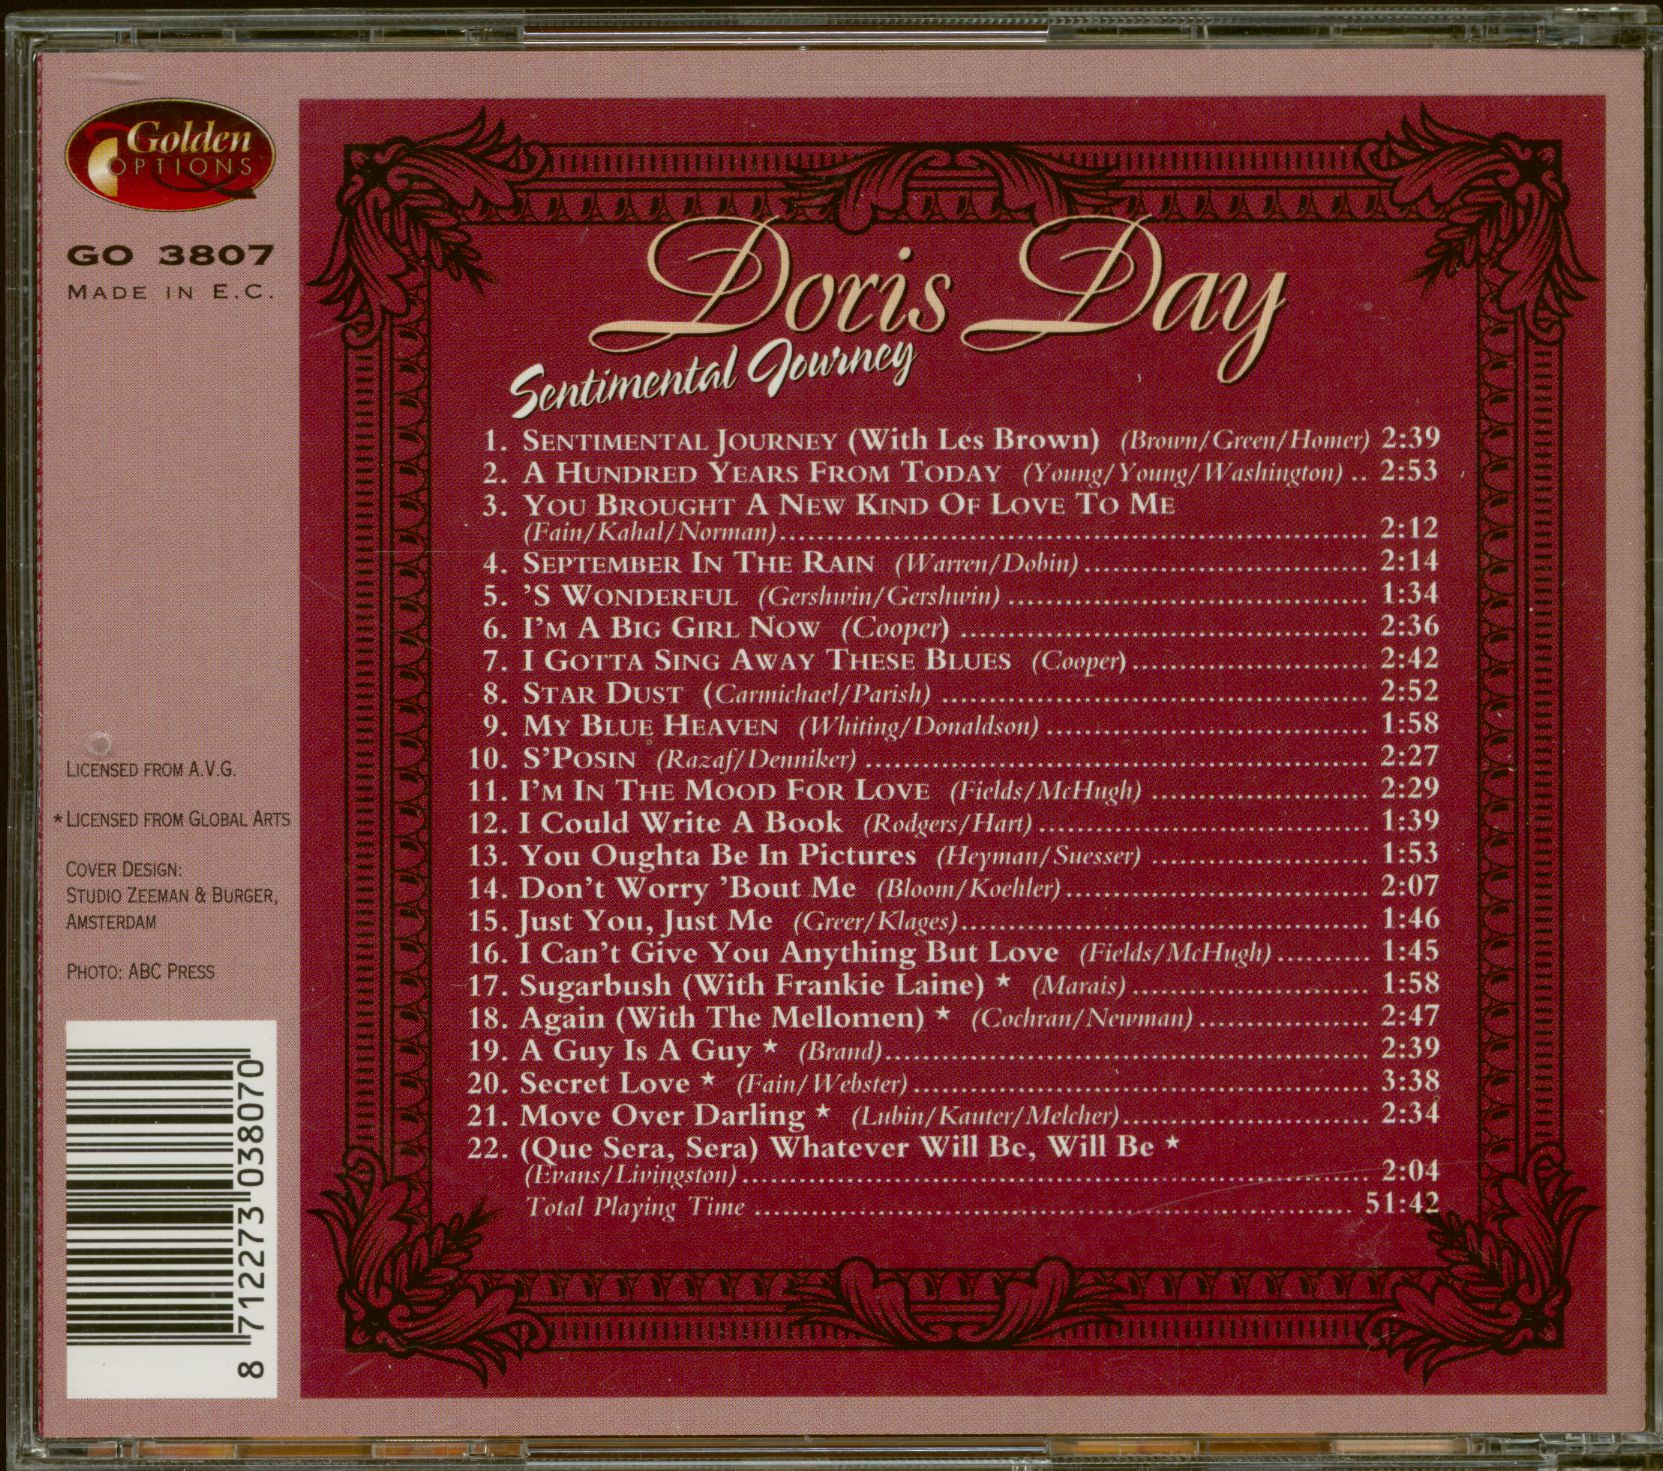 Golden
OPTIONS
GO 3807
MADE IN E.C.
Doris Day
Sentimental Journey
1. SENTIMENTAL JOURNEY (With Les Brown) (Brown/Green/Homer) 2:39
2. A HUNDRED YEARS FROM TODAY (Young/Young/Washington) .. 2:53
3. YOU BROUGHT A NEW KIND OF LOVE TO ME
(Fain/Kahal/Norman)........ 2:12
4. SEPTEMBER IN THE RAIN (Warren/Dobin)........ 2:14
5. 'S WONDERFUL (Gershwin/Gershwin)........ 1:34
6. I'M A BIG GIRL NOW (Cooper)........ 2:36
7. I GOTTA SING AWAY THESE BLUES (Cooper)........ 2:42
8. STAR DUST (Carmichael/Parish)........ 2:52
9. MY BLUE HEAVEN (Whiting/Donaldson)........ 1:58
10. S'POSIN (Razaf/Denniker)........ 2:27
11. I'M IN THE MOOD FOR LOVE (Fields/McHugh)........ 2:29
12. I Could Write A Book (Rodgers/Hart)........ 1:39
13. You Oughta Be In Pictures (Heyman/Suesser)........ 1:53
14. Don't Worry 'Bout Me (Bloom/Koehler)........ 2:07
15. Just You, Just Me (Greer/Klages)........ 1:46
16. I Can't Give You Anything But Love (Fields/McHugh)........ 1:45
17. Sugarbush (With Frankie Laine) * (Marais)........ 1:58
18. Again (With The Mellomen) * (Cochran/Newman)........ 2:47
19. A Guy Is A Guy * (Brand)........ 2:39
20. Secret Love * (Fain/Webster)........ 3:38
21. Move Over Darling * (Lubin/Kauter/Melcher)........ 2:34
22. (Que Sera, Sera) Whatever Will Be, Will Be *
(Evans/Livingston)........ 2:04
Total Playing Time ........ 51:42
LICENSED FROM A.V.G.
* LICENSED FROM GLOBAL ARTS
COVER DESIGN:
STUDIO ZEEMAN & BURGER,
AMSTERDAM
PHOTO: ABC PRESS
8 712273 038070